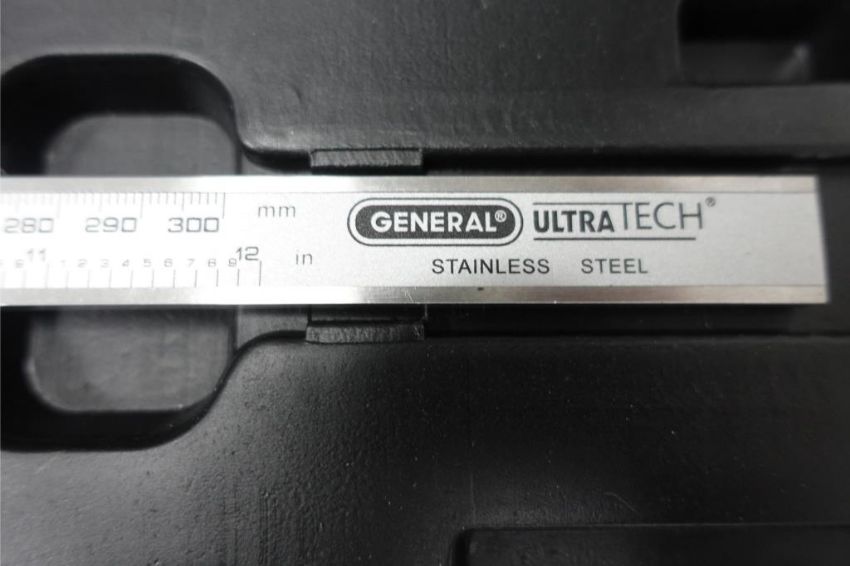 280 290 300 mm
GENERAL® ULTRATECH®
11 1 2 3 4 5 6 7 8 9 12 in
STAINLESS STEEL